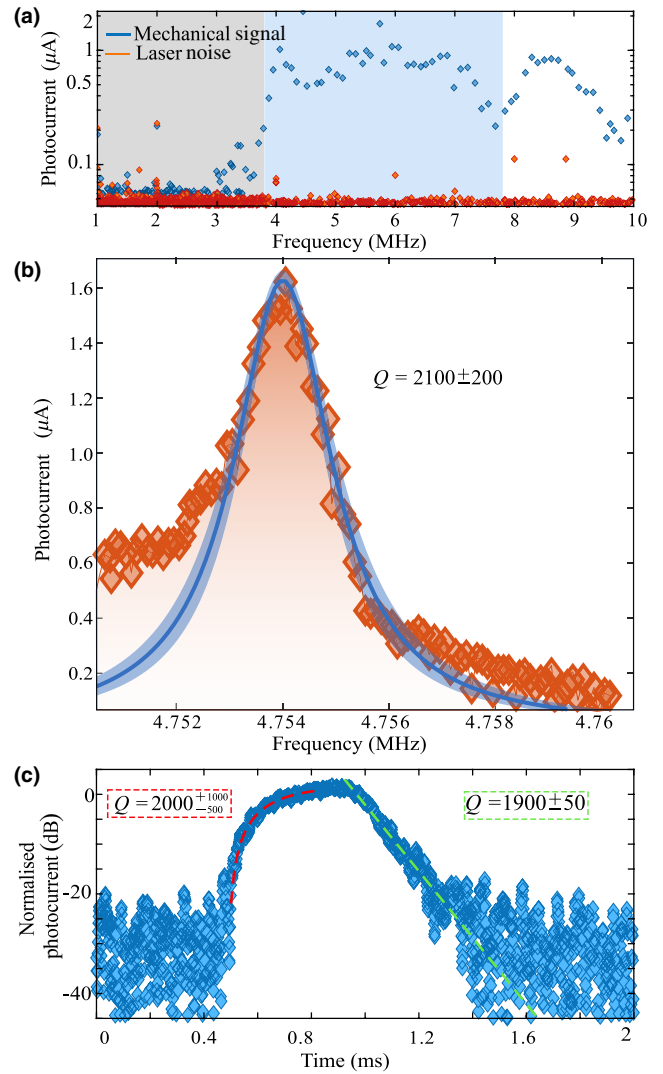 (a)
2
1
0.5
0.1
Photocurrent (μA)
Mechanical signal
Laser noise
1 2 3 4 5 6 7 8 9 10
Frequency (MHz)
(b)
1.6
1.4
1.2
1.0
0.8
0.6
0.4
0.2
Photocurrent (μA)
Q = 2100±200
4.752 4.754 4.756 4.758 4.76
Frequency (MHz)
(c)
0
-20
-40
Normalised
photocurrent (dB)
Q = 2000 +1000 −500
Q = 1900±50
0 0.4 0.8 1.2 1.6 2
Time (ms)